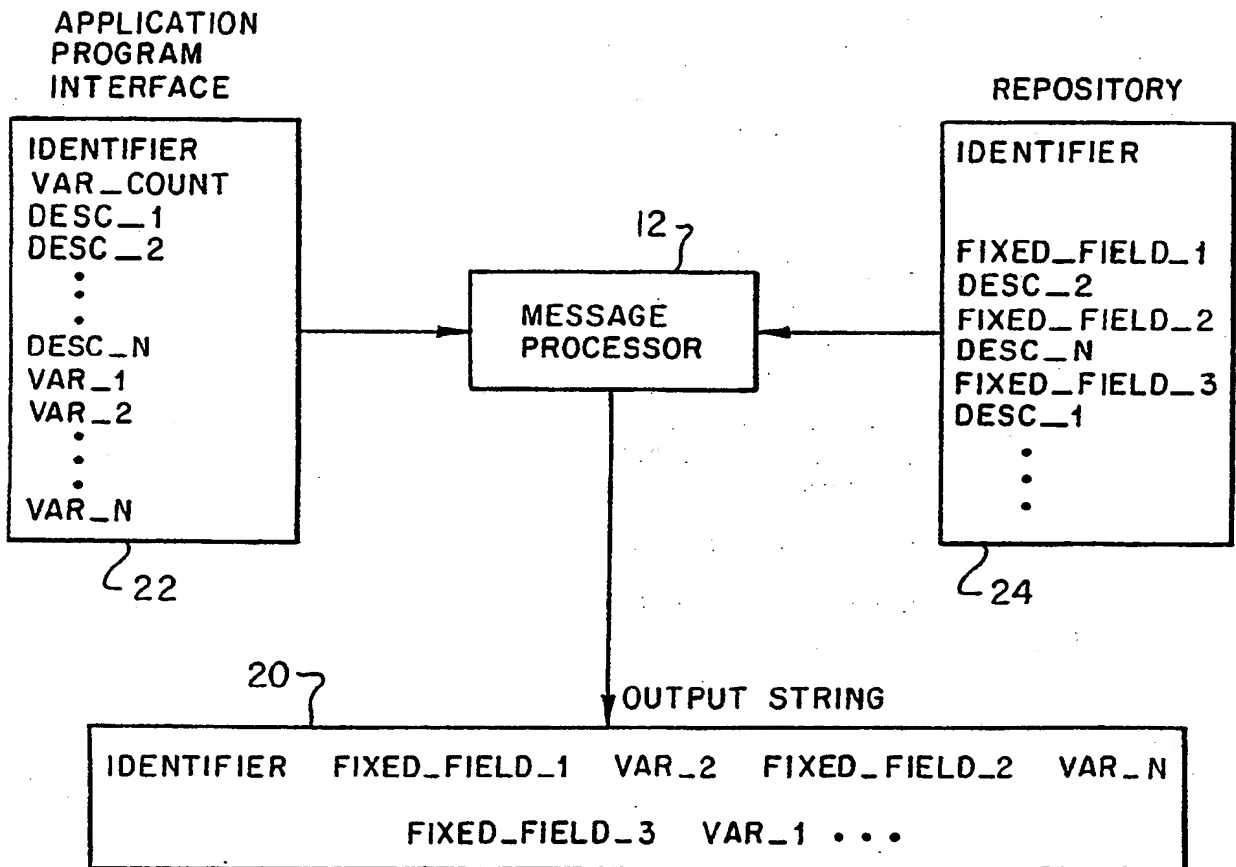 APPLICATION
PROGRAM
INTERFACE
IDENTIFIER
VAR_COUNT
DESC_1
DESC_2
DESC_N
VAR_1
VAR_2
VAR_N
22
12
MESSAGE
PROCESSOR
REPOSITORY
IDENTIFIER
FIXED_FIELD_1
DESC_2
FIXED_FIELD_2
DESC_N
FIXED_FIELD_3
DESC_1
24
20
OUTPUT STRING
IDENTIFIER FIXED_FIELD_1 VAR_2 FIXED_FIELD_2 VAR_N
FIXED_FIELD_3 VAR_1 • • •